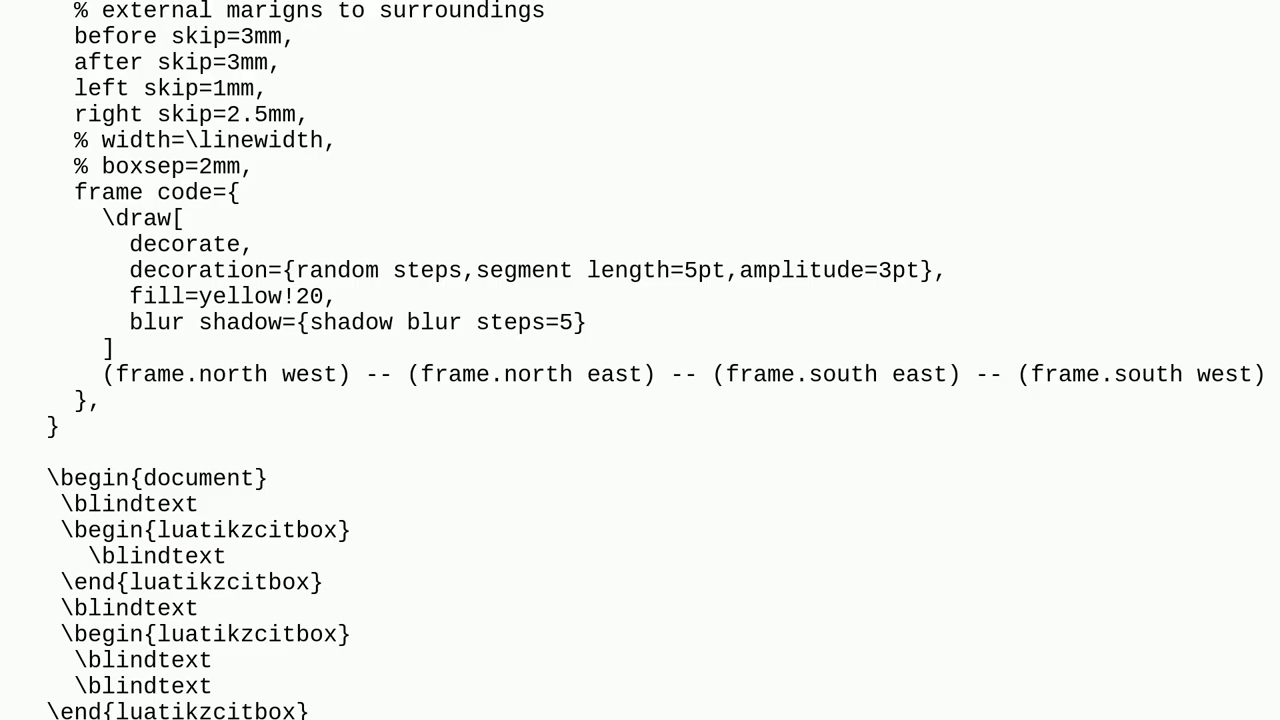 % external marigns to surroundings
before skip=3mm,
after skip=3mm,
left skip=1mm,
right skip=2.5mm,
% width=\linewidth,
% boxsep=2mm,
frame code={
\draw[
decorate,
decoration={random steps,segment length=5pt,amplitude=3pt},
fill=yellow!20,
blur shadow={shadow blur steps=5}
]
(frame.north west) -- (frame.north east) -- (frame.south east) -- (frame.south west)
},
}
\begin{document}
\blindtext
\begin{luatikzcitbox}
\blindtext
\end{luatikzcitbox}
\blindtext
\begin{luatikzcitbox}
\blindtext
\blindtext
\end{luatikzcitbox}